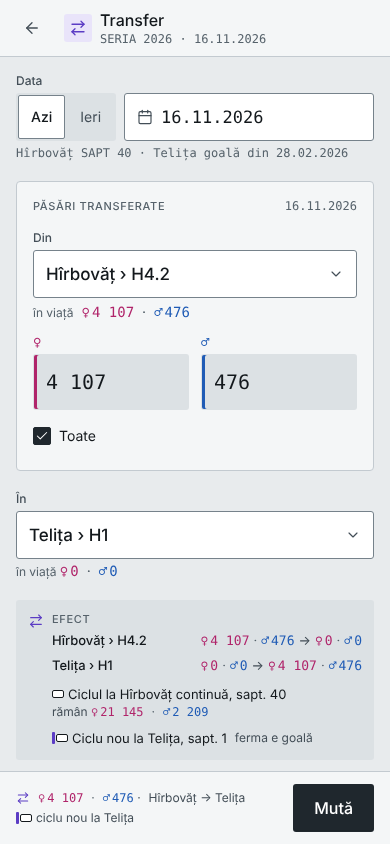 Transfer
SERIA 2026 · 16.11.2026
Data
Azi Ieri 16.11.2026
Hîrbovăț SAPT 40 · Telița goală din 28.02.2026
PĂSĂRI TRANSFERATE 16.11.2026
Din
Hîrbovăț › H4.2
în viață ♀4 107 · ♂476
♀ ♂
4 107 476
Toate
În
Telița › H1
în viață ♀0 · ♂0
EFECT
Hîrbovăț › H4.2 ♀4 107 · ♂476 → ♀0 · ♂0
Telița › H1 ♀0 · ♂0 → ♀4 107 · ♂476
Ciclul la Hîrbovăț continuă, sapt. 40
rămân ♀21 145 · ♂2 209
Ciclu nou la Telița, sapt. 1 ferma e goală
♀4 107 · ♂476 · Hîrbovăț → Telița
ciclu nou la Telița
Mută